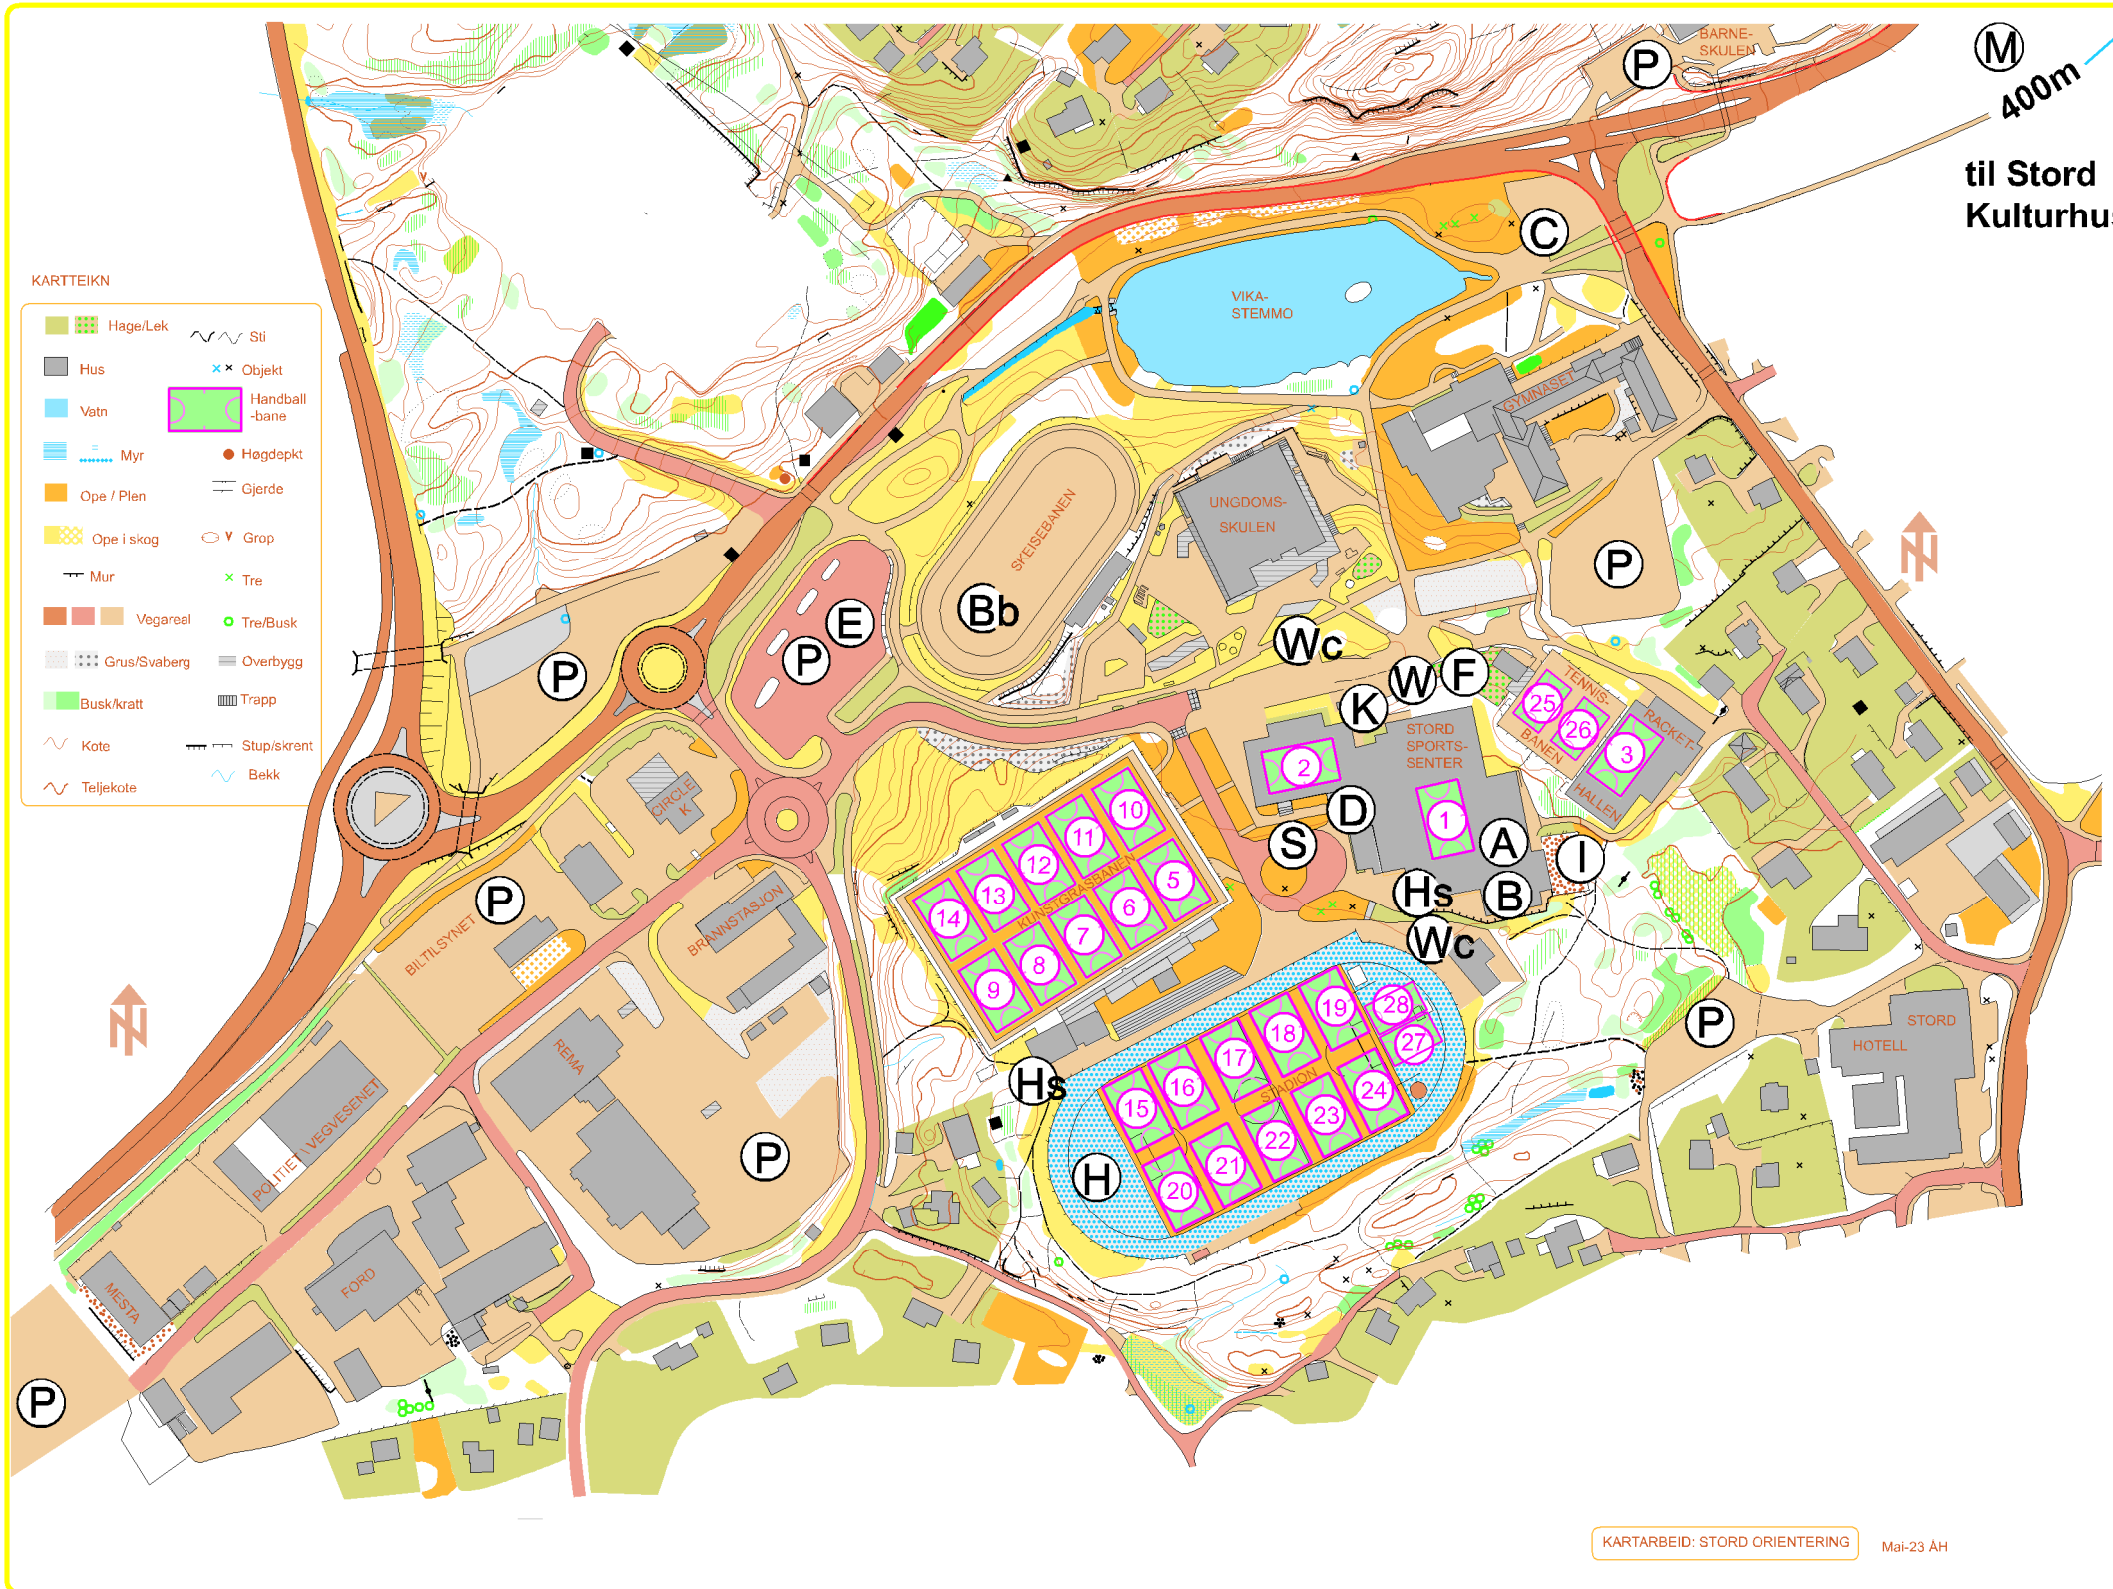 BARNE-
SKULEN
P
M
400m
til Stord
C
VIKA-
STEMMO
KARTTEIKN
Hage/Lek
Sti
Hus
Objekt
Vatn
Handball
-bane
Myr
Høgdepkt
Ope / Plen
Gjerde
Ope i skog
Grop
Mur
Tre
Vegareal
Tre/Busk
Grus/Svaberg
Overbygg
Busk/kratt
Trapp
Kote
Stup/skrent
Teljekote
Bekk
GYMNASET
SKEISEBANEN
UNGDOMS-
SKULEN
P
Bb
E
P
P
Wc
W
F
K
TENNIS-
BANEN
25
26
RACKET-
HALLEN
3
STORD
SPORTS-
SENTER
2
1
D
S
A
I
Hs
B
Wc
CIRCLE
K
P
BILTILSYNET
BRANNSTASJON
KUNSTGRASBANEN
10
11
12
13
14
5
6
7
8
9
N
N
STADION
19
18
17
16
15
28
27
24
23
22
21
20
H
Hs
P
STORD
HOTELL
REMA
P
POLITIET \ VEGVESENET
FORD
MESTA
P
KARTARBEID: STORD ORIENTERING
Mai-23 ÅH